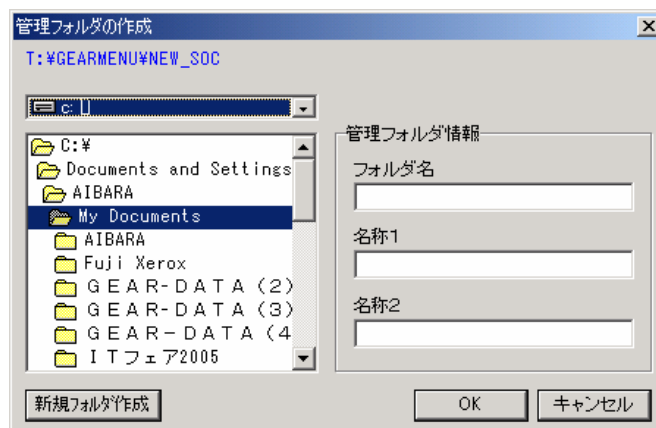 管理フォルダの作成
T:¥GEARMENU¥NEW_SOC
c: []
C:¥
Documents and Settings
AIBARA
My Documents
AIBARA
Fuji Xerox
ＧＥＡＲ-ＤＡＴＡ（２）
ＧＥＡＲ-ＤＡＴＡ（３）
ＧＥＡＲ－ＤＡＴＡ（４
ＩＴフェア2005
管理フォルダ情報
フォルダ名
名称1
名称2
新規フォルダ作成
OK
キャンセル